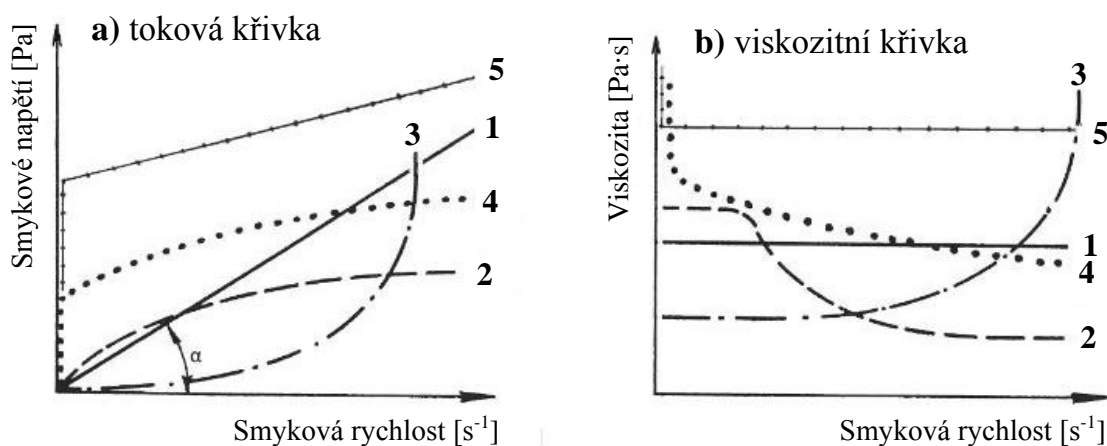 a) toková křivka
Smykové napětí [Pa]
5
1
3
4
2
α
Smyková rychlost [s⁻¹]
b) viskozitní křivka
Viskozita [Pa·s]
3
5
1
4
2
Smyková rychlost [s⁻¹]